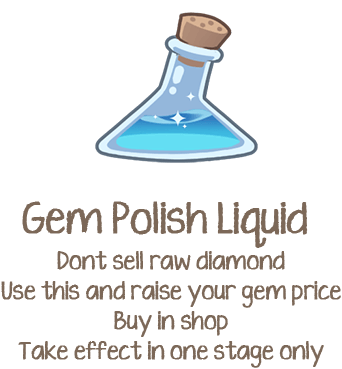 Gem Polish Liquid
Dont sell raw diamond
Use this and raise your gem price
Buy in shop
Take effect in one stage only